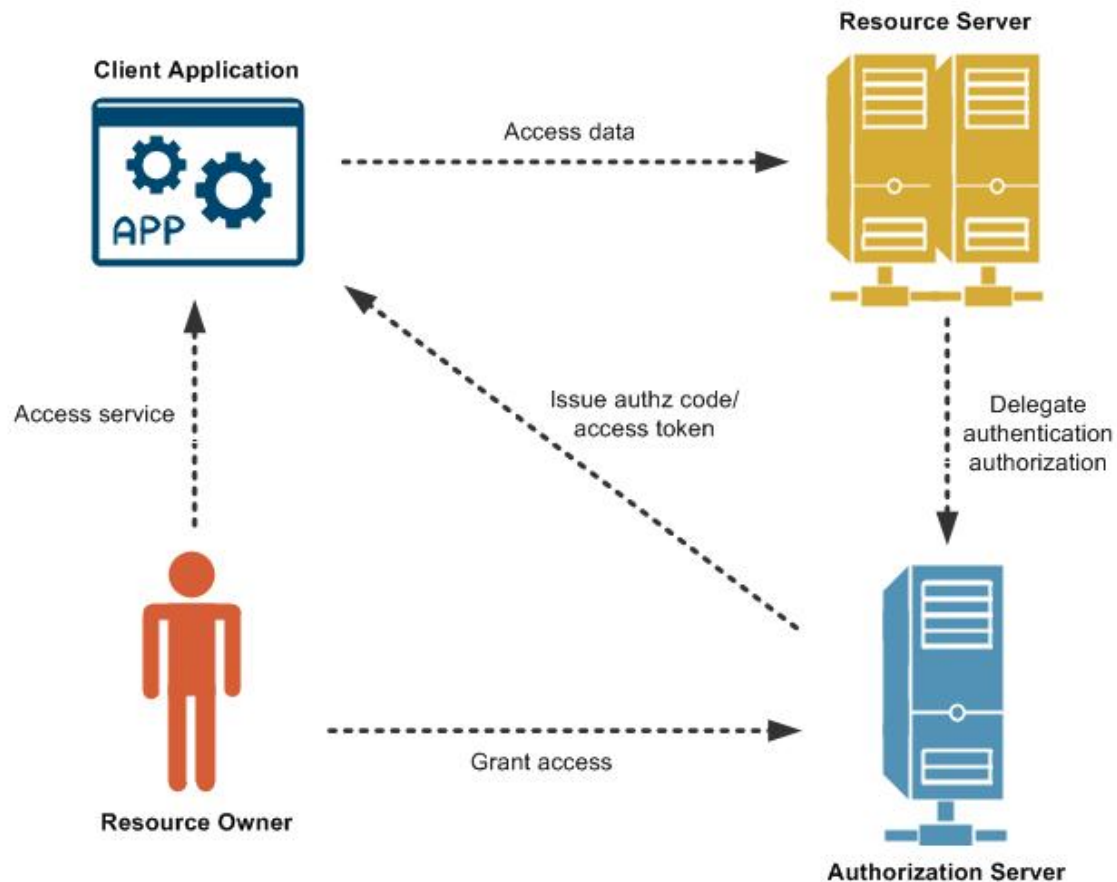 Resource Server
Client Application
Access data
APP
Issue authz code/
access token
Access service
Delegate
authentication
authorization
Grant access
Resource Owner
Authorization Server